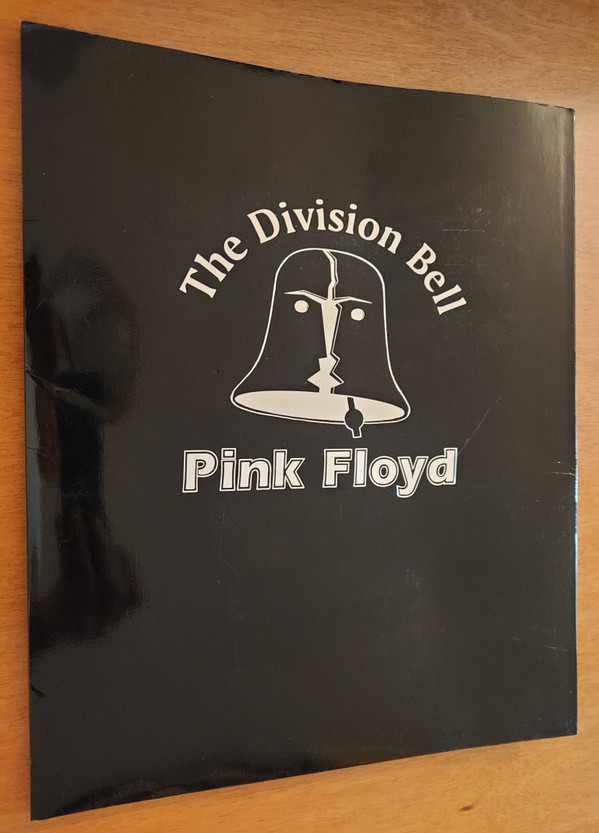 The Division Bell
Pink Floyd